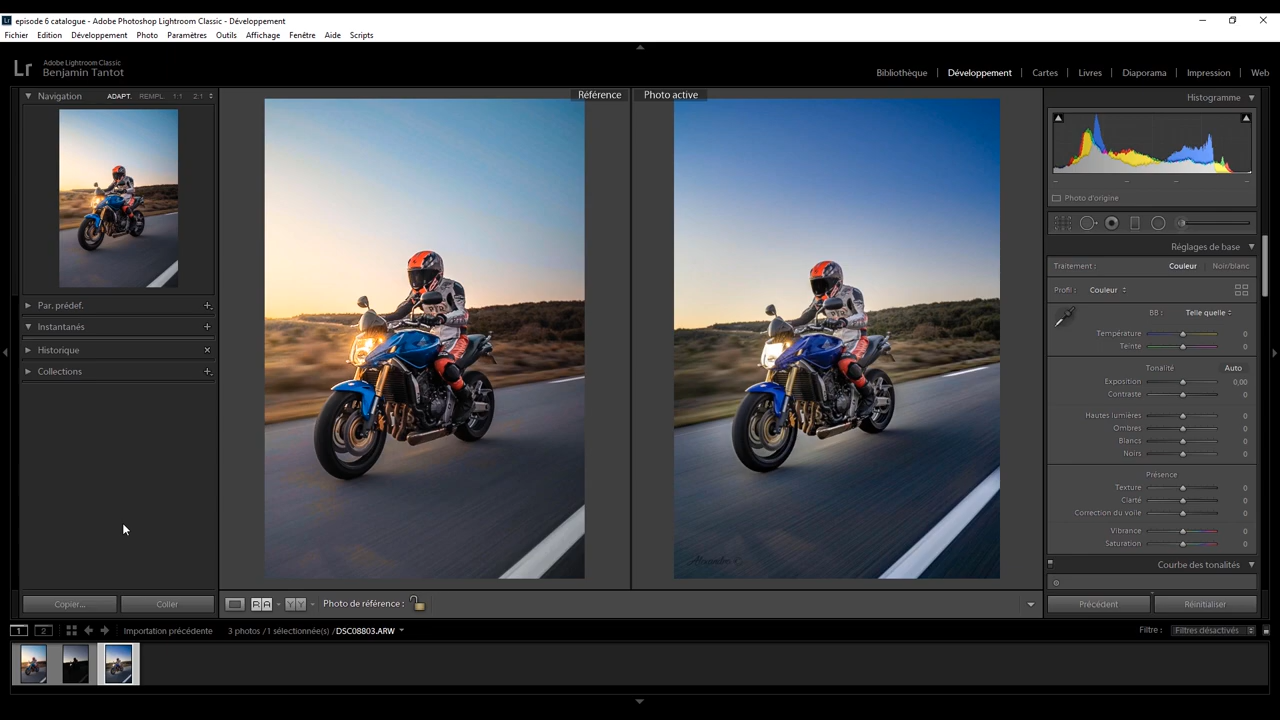 episode 6 catalogue - Adobe Photoshop Lightroom Classic - Développement
Fichier Edition Développement Photo Paramètres Outils Affichage Fenêtre Aide Scripts
Lr Adobe Lightroom Classic
Benjamin Tantot
Bibliothèque | Développement | Cartes | Livres | Diaporama | Impression | Web
Navigation ADAPT. REMPL. 1:1 2:1
Par. prédéf.
Instantanés
Historique
Collections
Copier... Coller
Référence
Photo active
Histogramme
Photo d'origine
Réglages de base
Traitement : Couleur Noir/blanc
Profil : Couleur
BB : Telle quelle
Température 0
Teinte 0
Tonalité Auto
Exposition 0,00
Contraste 0
Hautes lumières 0
Ombres 0
Blancs 0
Noirs 0
Présence
Texture 0
Clarté 0
Correction du voile 0
Vibrance 0
Saturation 0
Courbe des tonalités
Précédent Réinitialiser
R A Y Y Photo de référence :
1 2 Importation précédente 3 photos / 1 sélectionnée(s) / DSC08803.ARW
Filtre : Filtres désactivés